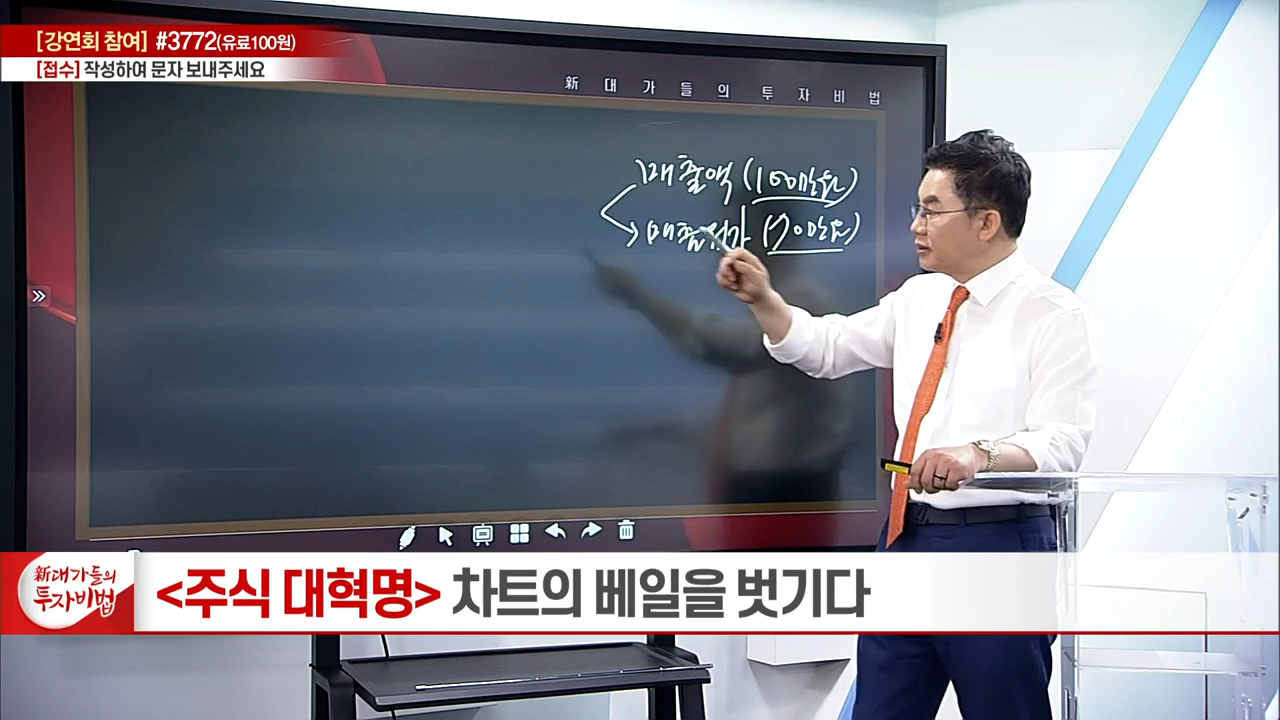 [강연회 참여] #3772(유료100원)
[접수] 작성하여 문자 보내주세요
新 대 가 들 의 투 자 비 법
매출액 (100만원)
매출원가 (70만원)
新대가들의
투자비법
<주식 대혁명> 차트의 베일을 벗기다